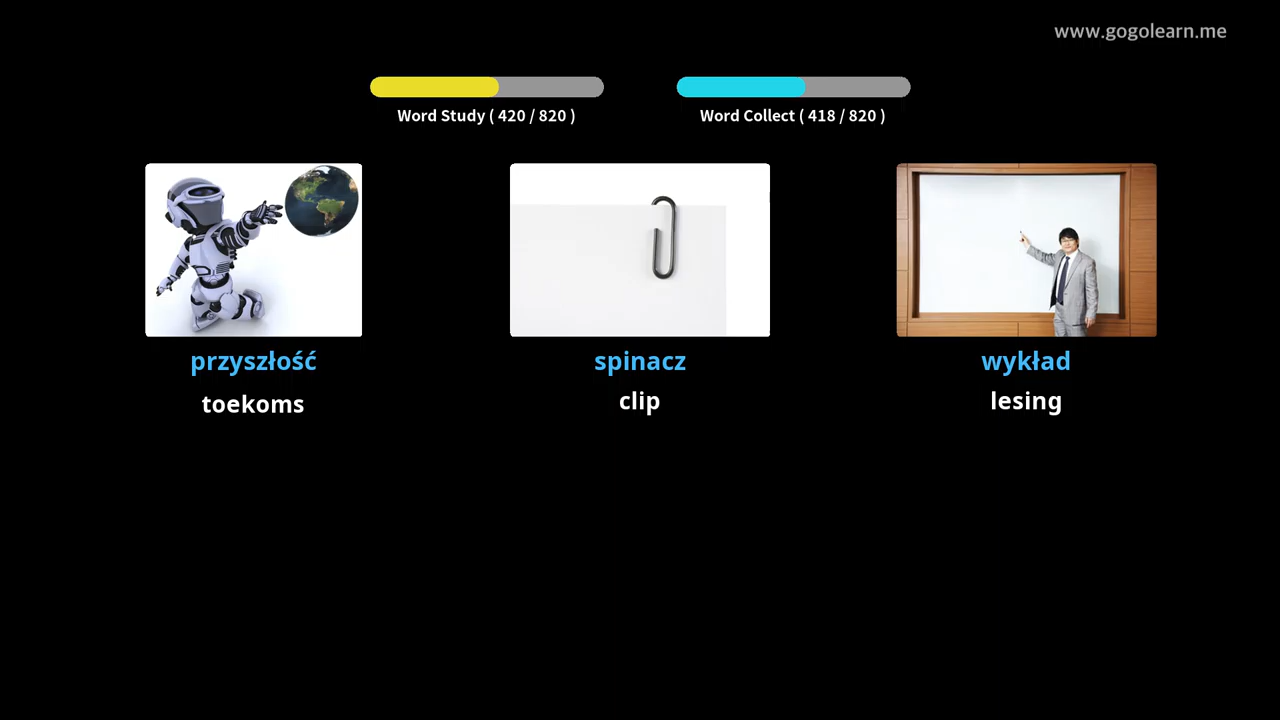 www.gogolearn.me
Word Study ( 420 / 820 )
Word Collect ( 418 / 820 )
przyszłość
spinacz
wykład
toekoms
clip
lesing